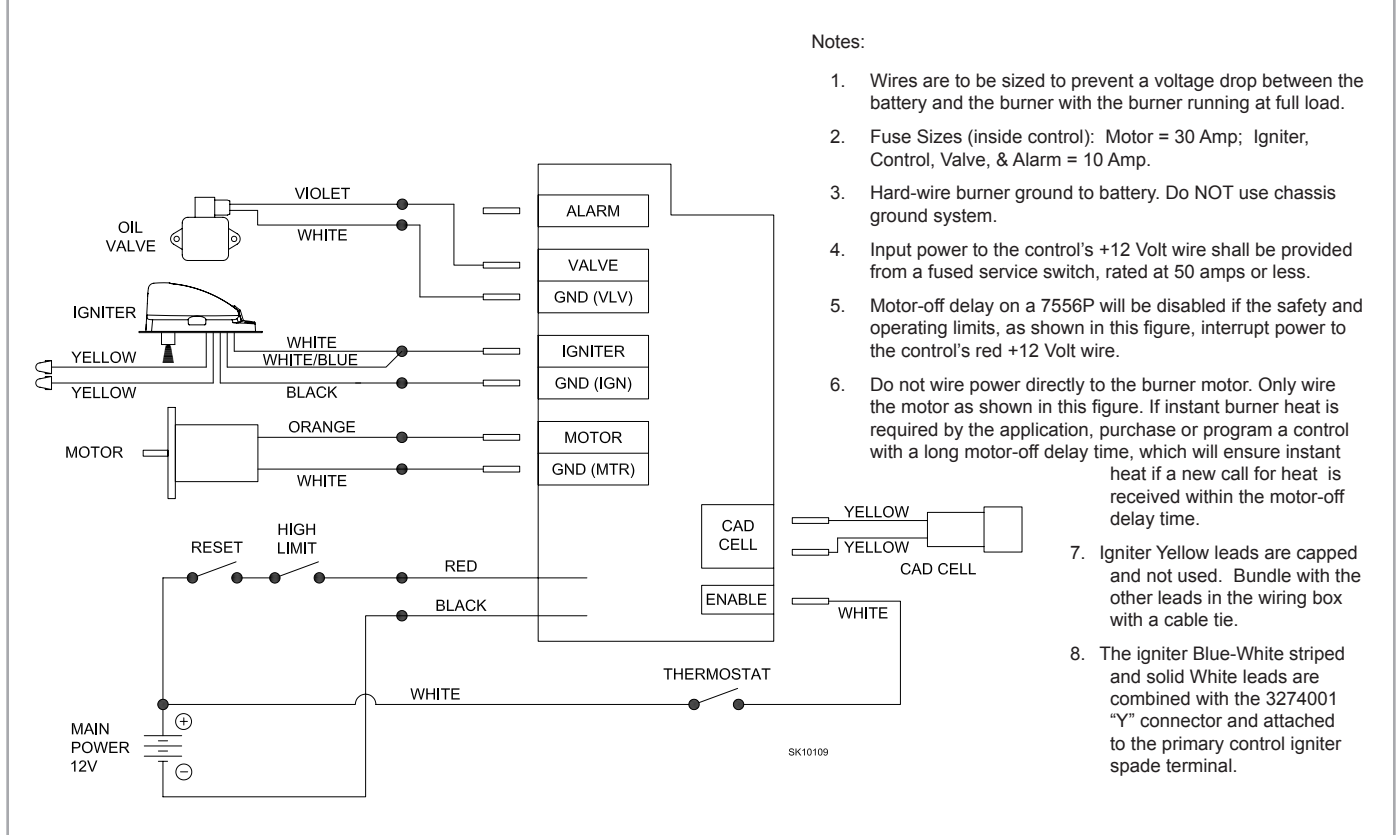 Notes:
1. Wires are to be sized to prevent a voltage drop between the
battery and the burner with the burner running at full load.
2. Fuse Sizes (inside control): Motor = 30 Amp; Igniter,
Control, Valve, & Alarm = 10 Amp.
3. Hard-wire burner ground to battery. Do NOT use chassis
ground system.
4. Input power to the control's +12 Volt wire shall be provided
from a fused service switch, rated at 50 amps or less.
5. Motor-off delay on a 7556P will be disabled if the safety and
operating limits, as shown in this figure, interrupt power to
the control's red +12 Volt wire.
6. Do not wire power directly to the burner motor. Only wire
the motor as shown in this figure. If instant burner heat is
required by the application, purchase or program a control
with a long motor-off delay time, which will ensure instant
heat if a new call for heat is
received within the motor-off
delay time.
7. Igniter Yellow leads are capped
and not used. Bundle with the
other leads in the wiring box
with a cable tie.
8. The igniter Blue-White striped
and solid White leads are
combined with the 3274001
"Y" connector and attached
to the primary control igniter
spade terminal.
OIL
VALVE
VIOLET
WHITE
ALARM
VALVE
GND (VLV)
IGNITER
YELLOW
YELLOW
WHITE
WHITE/BLUE
BLACK
IGNITER
GND (IGN)
MOTOR
ORANGE
WHITE
MOTOR
GND (MTR)
CAD
CELL
YELLOW
YELLOW
CAD CELL
ENABLE
WHITE
RESET
HIGH
LIMIT
RED
BLACK
THERMOSTAT
WHITE
MAIN
POWER
12V
+
−
SK10109